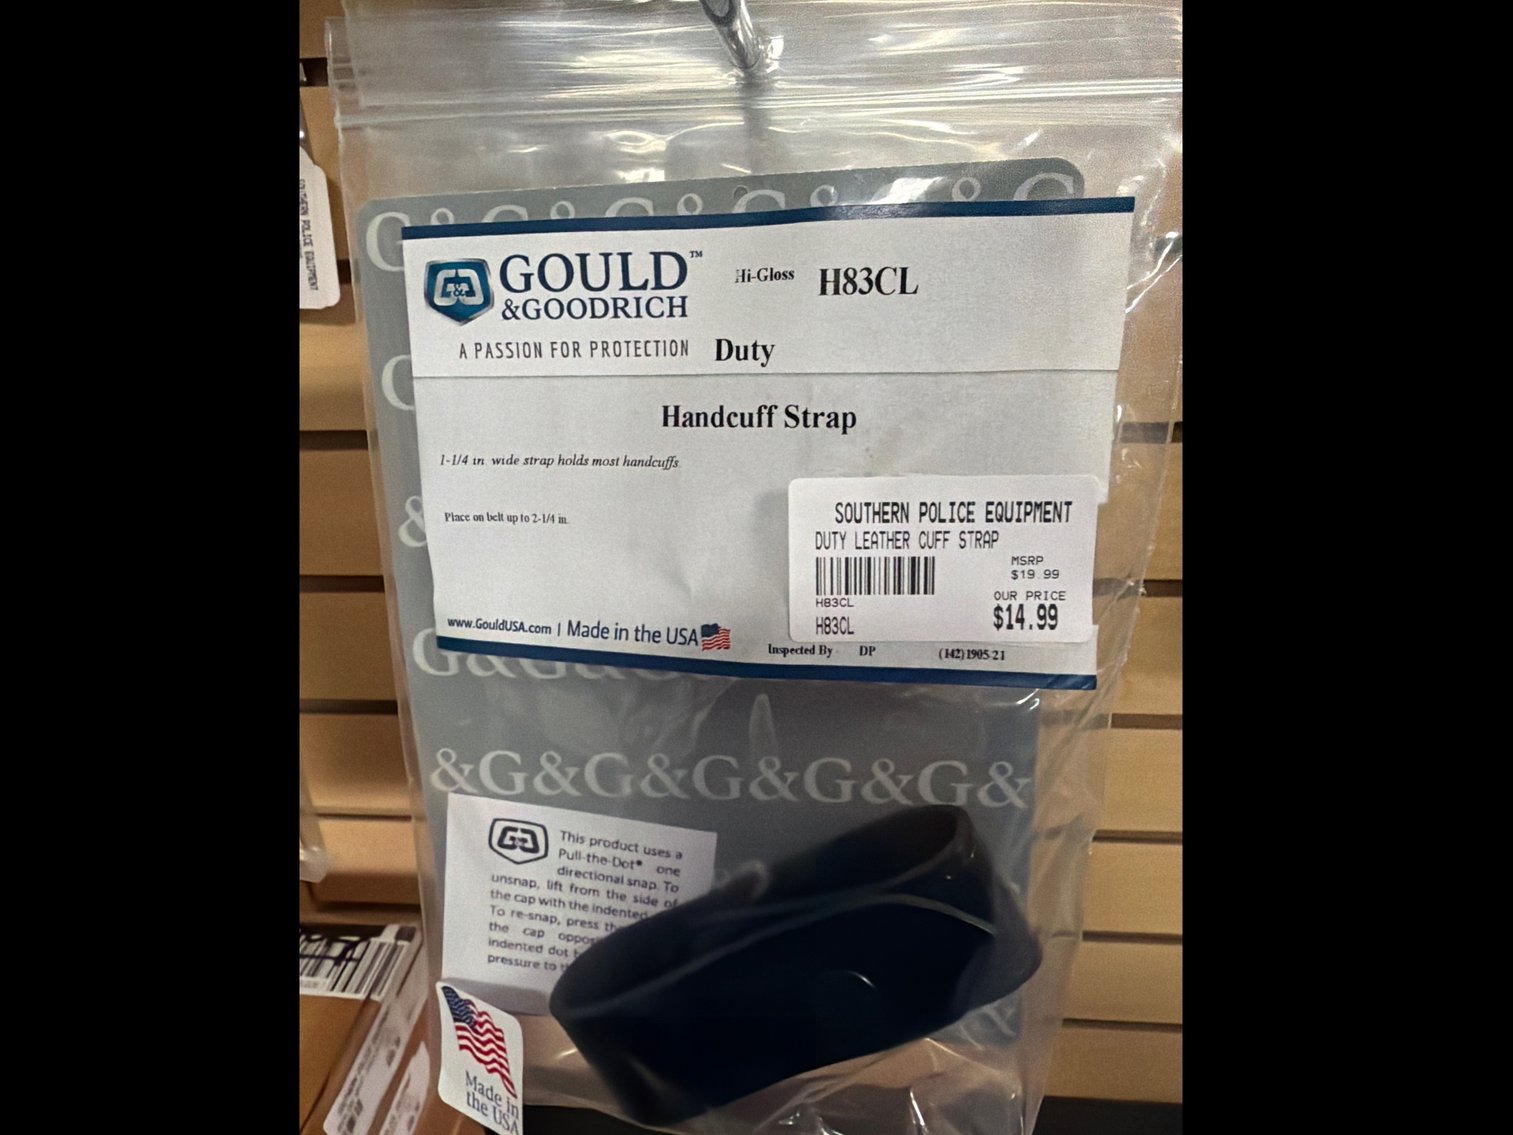 G&G&G&G&G&G
GOULD™
&GOODRICH
A PASSION FOR PROTECTION
Hi-Gloss H83CL
Duty
Handcuff Strap
1-1/4 in. wide strap holds most handcuffs.
Place on belt up to 2-1/4 in.
SOUTHERN POLICE EQUIPMENT
DUTY LEATHER CUFF STRAP
MSRP
$19.99
H83CL
OUR PRICE
H83CL
$14.99
www.GouldUSA.com | Made in the USA
Inspected By DP (142)1905-21
&G&G&G&G&G&
G&G
This product uses a
Pull-the-Dot® one
directional snap. To
unsnap, lift from the side of
the cap with the indented
To re-snap, press
the cap
indented dot
pressure to
Made in
the USA
SOUTHERN POLICE EQUIPMENT